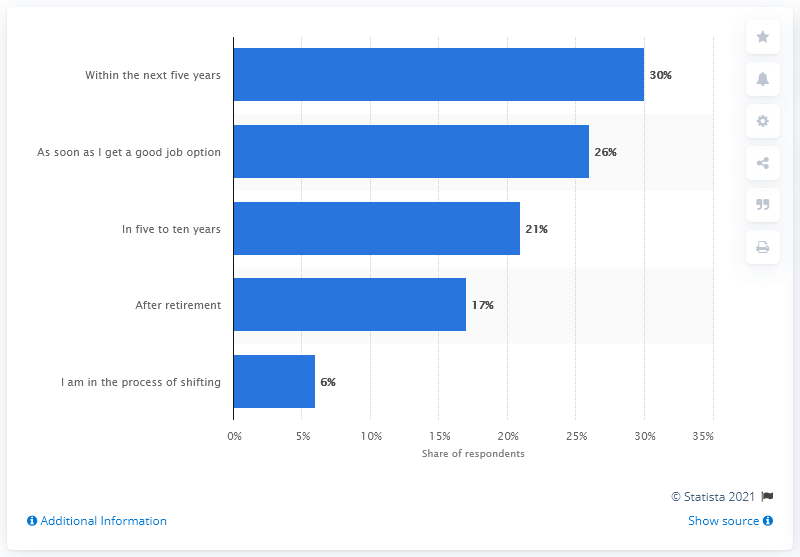 Within the next five years
30%
As soon as I get a good job option
26%
In five to ten years
21%
After retirement
17%
I am in the process of shifting
6%
0% 5% 10% 15% 20% 25% 30% 35%
Share of respondents
© Statista 2021
Additional Information
Show source